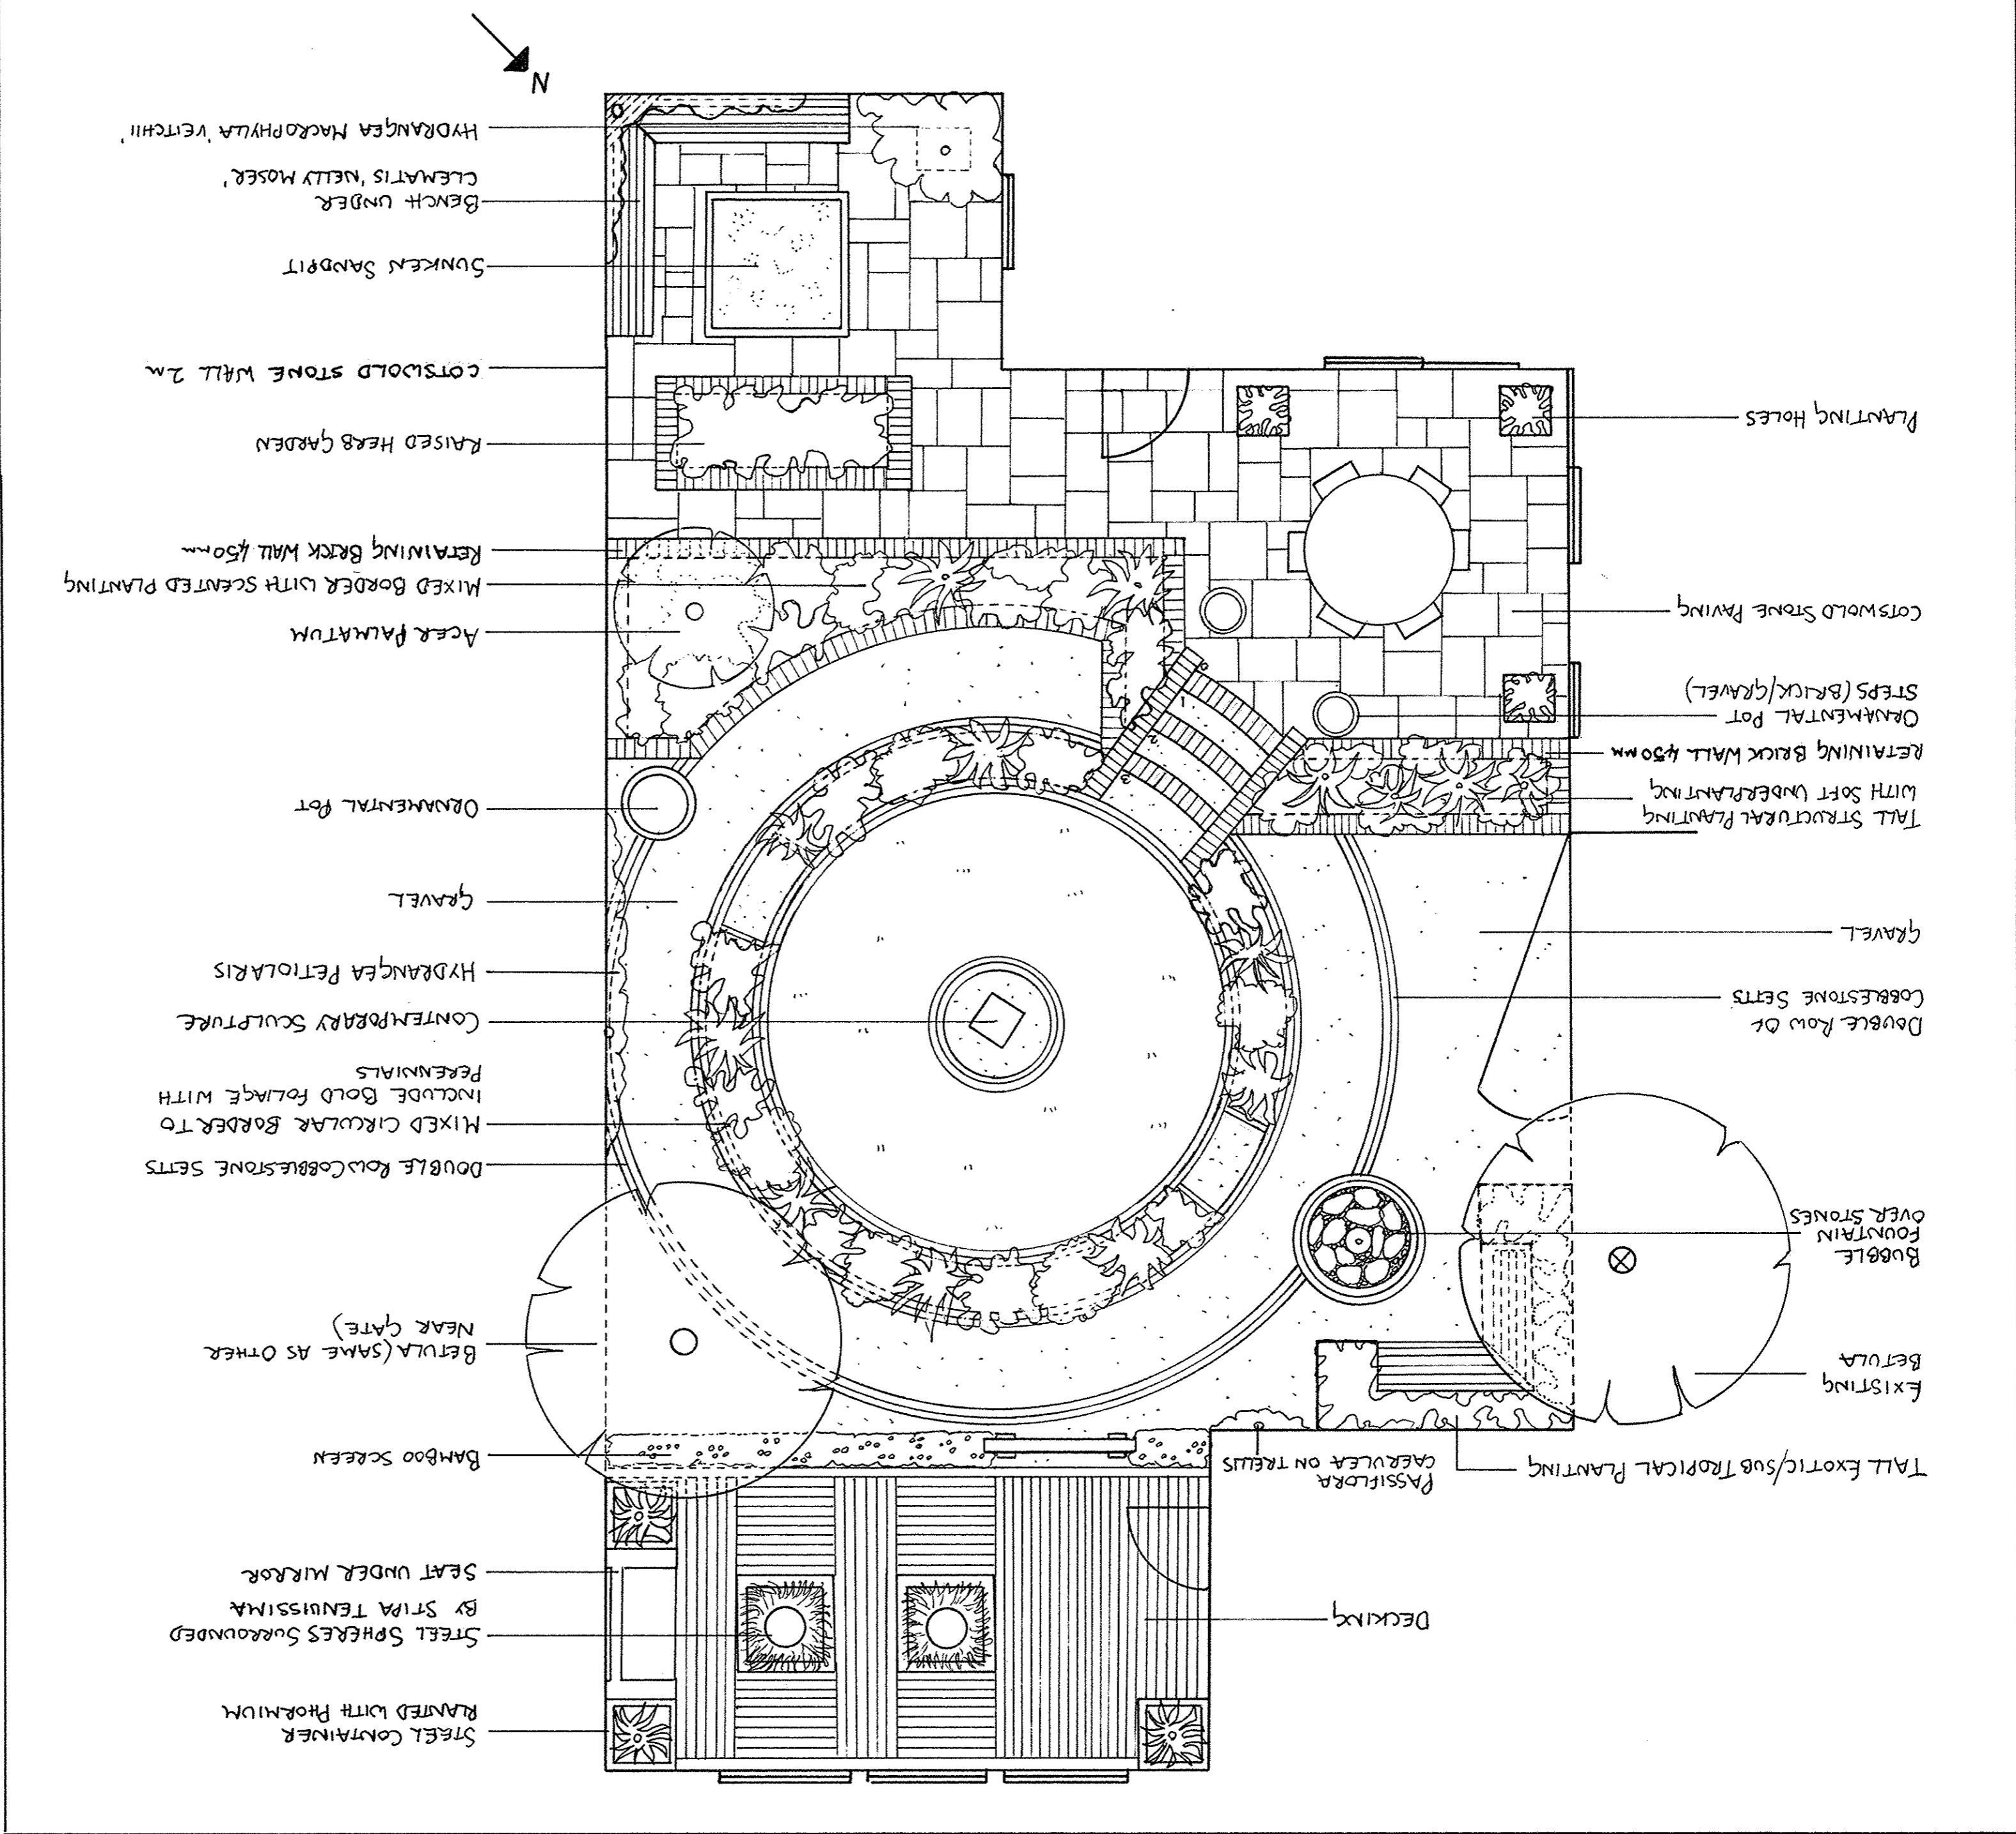 DECKING
TALL EXOTIC/SUB TROPICAL PLANTING
PASSIFLORA
CAERULEA ON TRELLIS
EXISTING
BETULA
BUBBLE
FOUNTAIN
OVER STONES
DOUBLE ROW OF
COBBLESTONE SETTS
GRAVEL
TALL STRUCTURAL PLANTING
WITH SOFT UNDERPLANTING
RETAINING BRICK WALL 450mm
ORNAMENTAL POT
STEPS (BRICK/GRAVEL)
COTSWOLD STONE PAVING
PLANTING HOLES
STEEL CONTAINER
PLANTED WITH PHORMIUM
STEEL SPHERES SURROUNDED
BY STIPA TENUISSIMA
SEAT UNDER MIRROR
BAMBOO SCREEN
BETULA (SAME AS OTHER
NEAR GATE)
DOUBLE ROW COBBLESTONE SETTS
MIXED CIRCULAR BORDER TO
INCLUDE BOLD FOLIAGE WITH
PERENNIALS
CONTEMPORARY SCULPTURE
HYDRANGEA PETIOLARIS
GRAVEL
ORNAMENTAL POT
ACER PALMATUM
MIXED BORDER WITH SCENTED PLANTING
RETAINING BRICK WALL 450mm
RAISED HERB GARDEN
COTSWOLD STONE WALL 2m
SUNKEN SANDPIT
BENCH UNDER
CLEMATIS 'NELLY MOSER'
HYDRANGEA MACROPHYLLA 'VEITCHII'
N
1
2
3